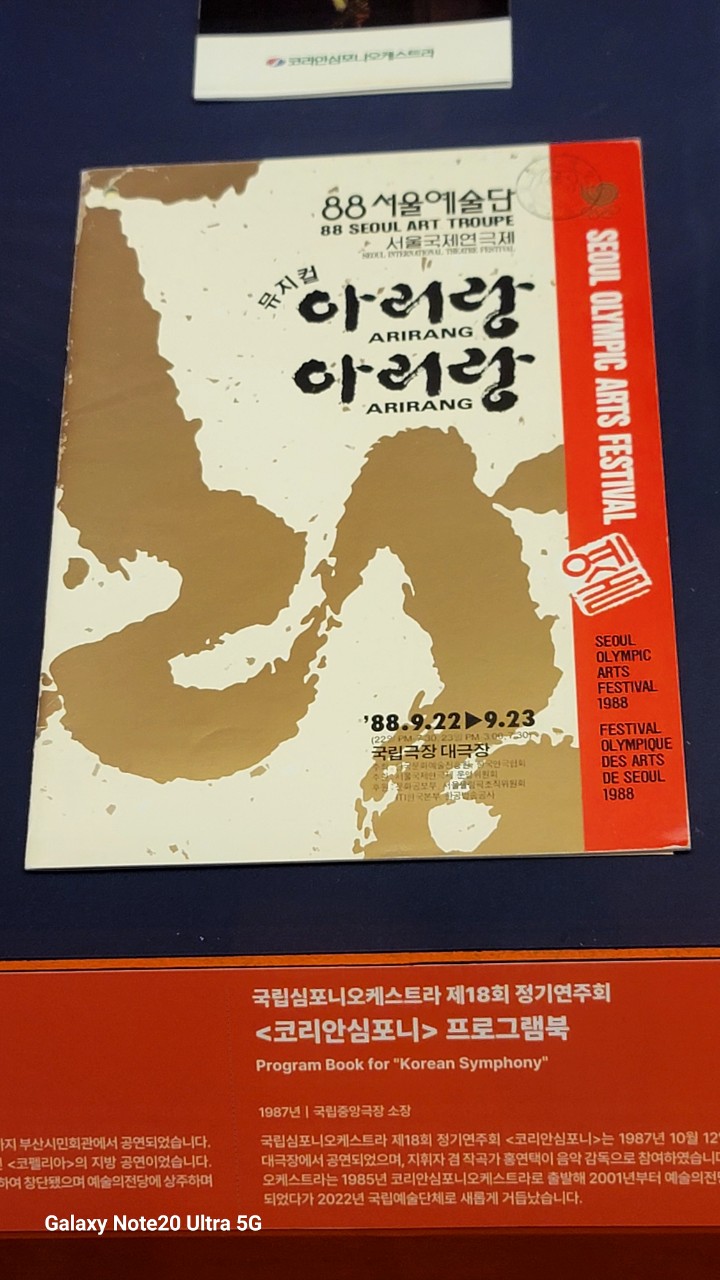 코리안심포니오케스트라
88 서울예술단
88 SEOUL ART TROUPE
서울국제연극제
SEOUL INTERNATIONAL THEATRE FESTIVAL
뮤지컬
아리랑
ARIRANG
아리랑
ARIRANG
'88.9.22▶9.23
국립극장 대극장
SEOUL OLYMPIC ARTS FESTIVAL
SEOUL
OLYMPIC
ARTS
FESTIVAL
1988
FESTIVAL
OLYMPIQUE
DES ARTS
DE SEOUL
1988
국립심포니오케스트라 제18회 정기연주회
<코리안심포니> 프로그램북
Program Book for "Korean Symphony"
1987년 | 국립중앙극장 소장
국립심포니오케스트라 제18회 정기연주회 <코리안심포니>는 1987년 10월
대극장에서 공연되었으며, 지휘자 겸 작곡가 홍연택이 음악 감독으로 참여하였습니다
오케스트라는 1985년 코리안심포니오케스트라로 출발해 2001년부터
되었다가 2022년 국립예술단체로 새롭게 거듭났습니다.
까지 부산시민회관에서 공연되었습니다.
<코펠리아>의 지방 공연이었습니다.
하여 창단됐으며 예술의전당에 상주하며
Galaxy Note20 Ultra 5G